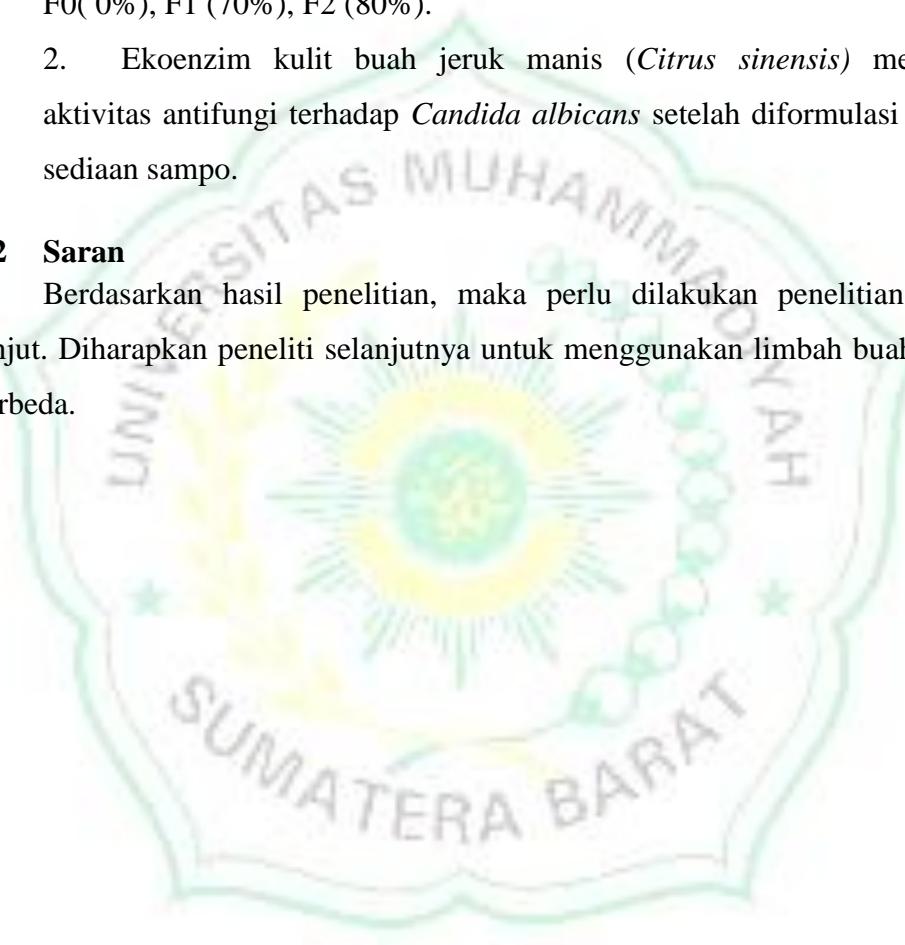 F0( 0%), F1 (70%), F2 (80%).
2. Ekoenzim kulit buah jeruk manis (Citrus sinensis) me
aktivitas antifungi terhadap Candida albicans setelah diformulasi
sediaan sampo.
2 Saran
Berdasarkan hasil penelitian, maka perlu dilakukan penelitian
njut. Diharapkan peneliti selanjutnya untuk menggunakan limbah buah
rbeda.
UNIVERSITAS MUHAMMADIYAH
SUMATERA BARAT